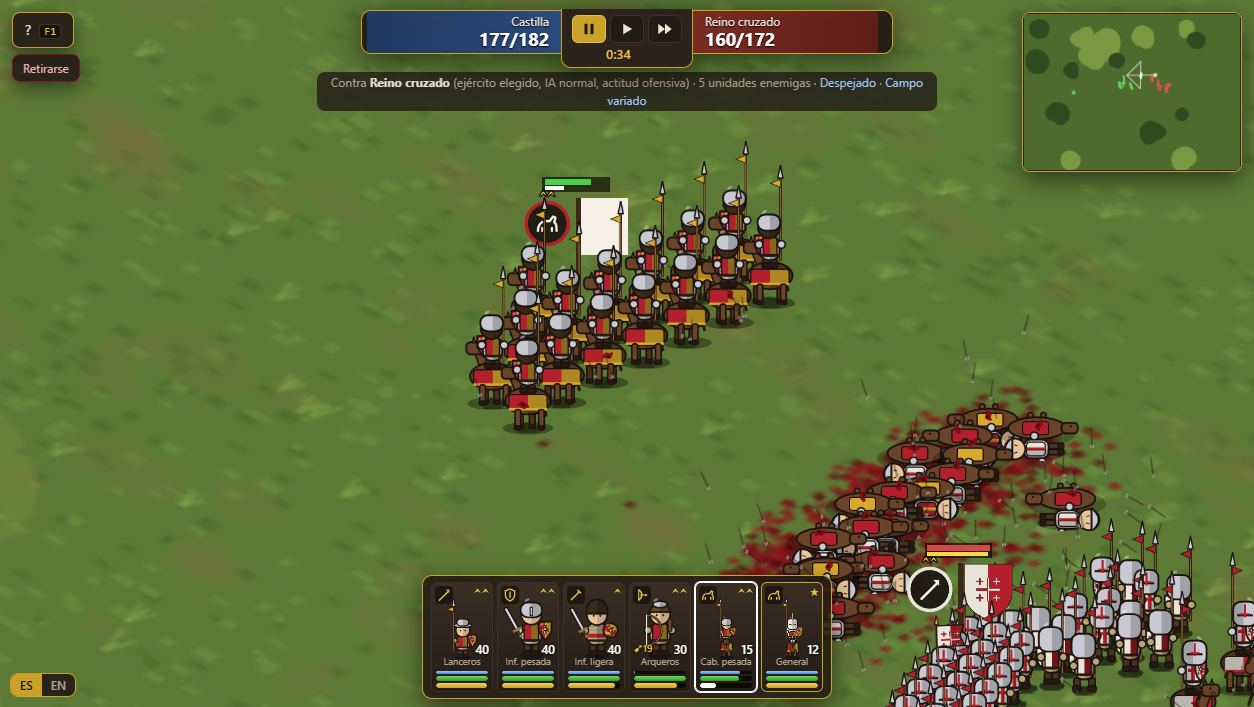 ? F1
Retirarse
Castilla
177/182
0:34
Reino cruzado
160/172
Contra Reino cruzado (ejército elegido, IA normal, actitud ofensiva) · 5 unidades enemigas · Despejado · Campo
variado
40 40 40 19 30 15 12
Lanceros Inf. pesada Inf. ligera Arqueros Cab. pesada General
ES EN